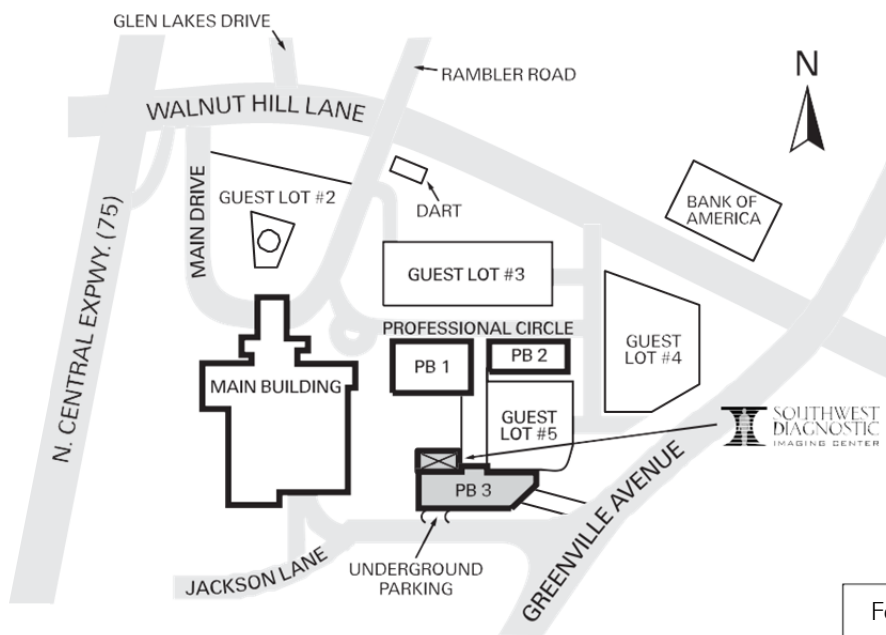 GLEN LAKES DRIVE
RAMBLER ROAD
N
WALNUT HILL LANE
DART
GUEST LOT #2
MAIN DRIVE
BANK OF
AMERICA
N. CENTRAL EXPWY. (75)
GUEST LOT #3
PROFESSIONAL CIRCLE
GUEST
LOT #4
PB 1
PB 2
MAIN BUILDING
GUEST
LOT #5
SOUTHWEST
DIAGNOSTIC
IMAGING CENTER
PB 3
GREENVILLE AVENUE
UNDERGROUND
PARKING
JACKSON LANE